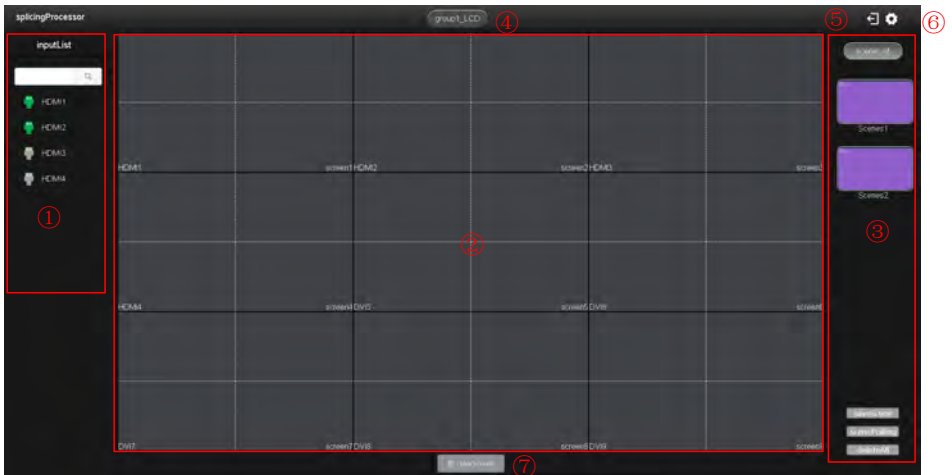 splicingProcessor
group1_LCD
④
⑤
⑥
inputList
HDMI1
HDMI2
HDMI3
HDMI4
①
HDMI1 screen1 HDMI2 screen2 HDMI3
②
HDMI4 screen4 DVI5 screen5 DVI6
DVI7 screen7 DVI8 screen8 DVI9
Scenes1
Scenes2
③
⑦